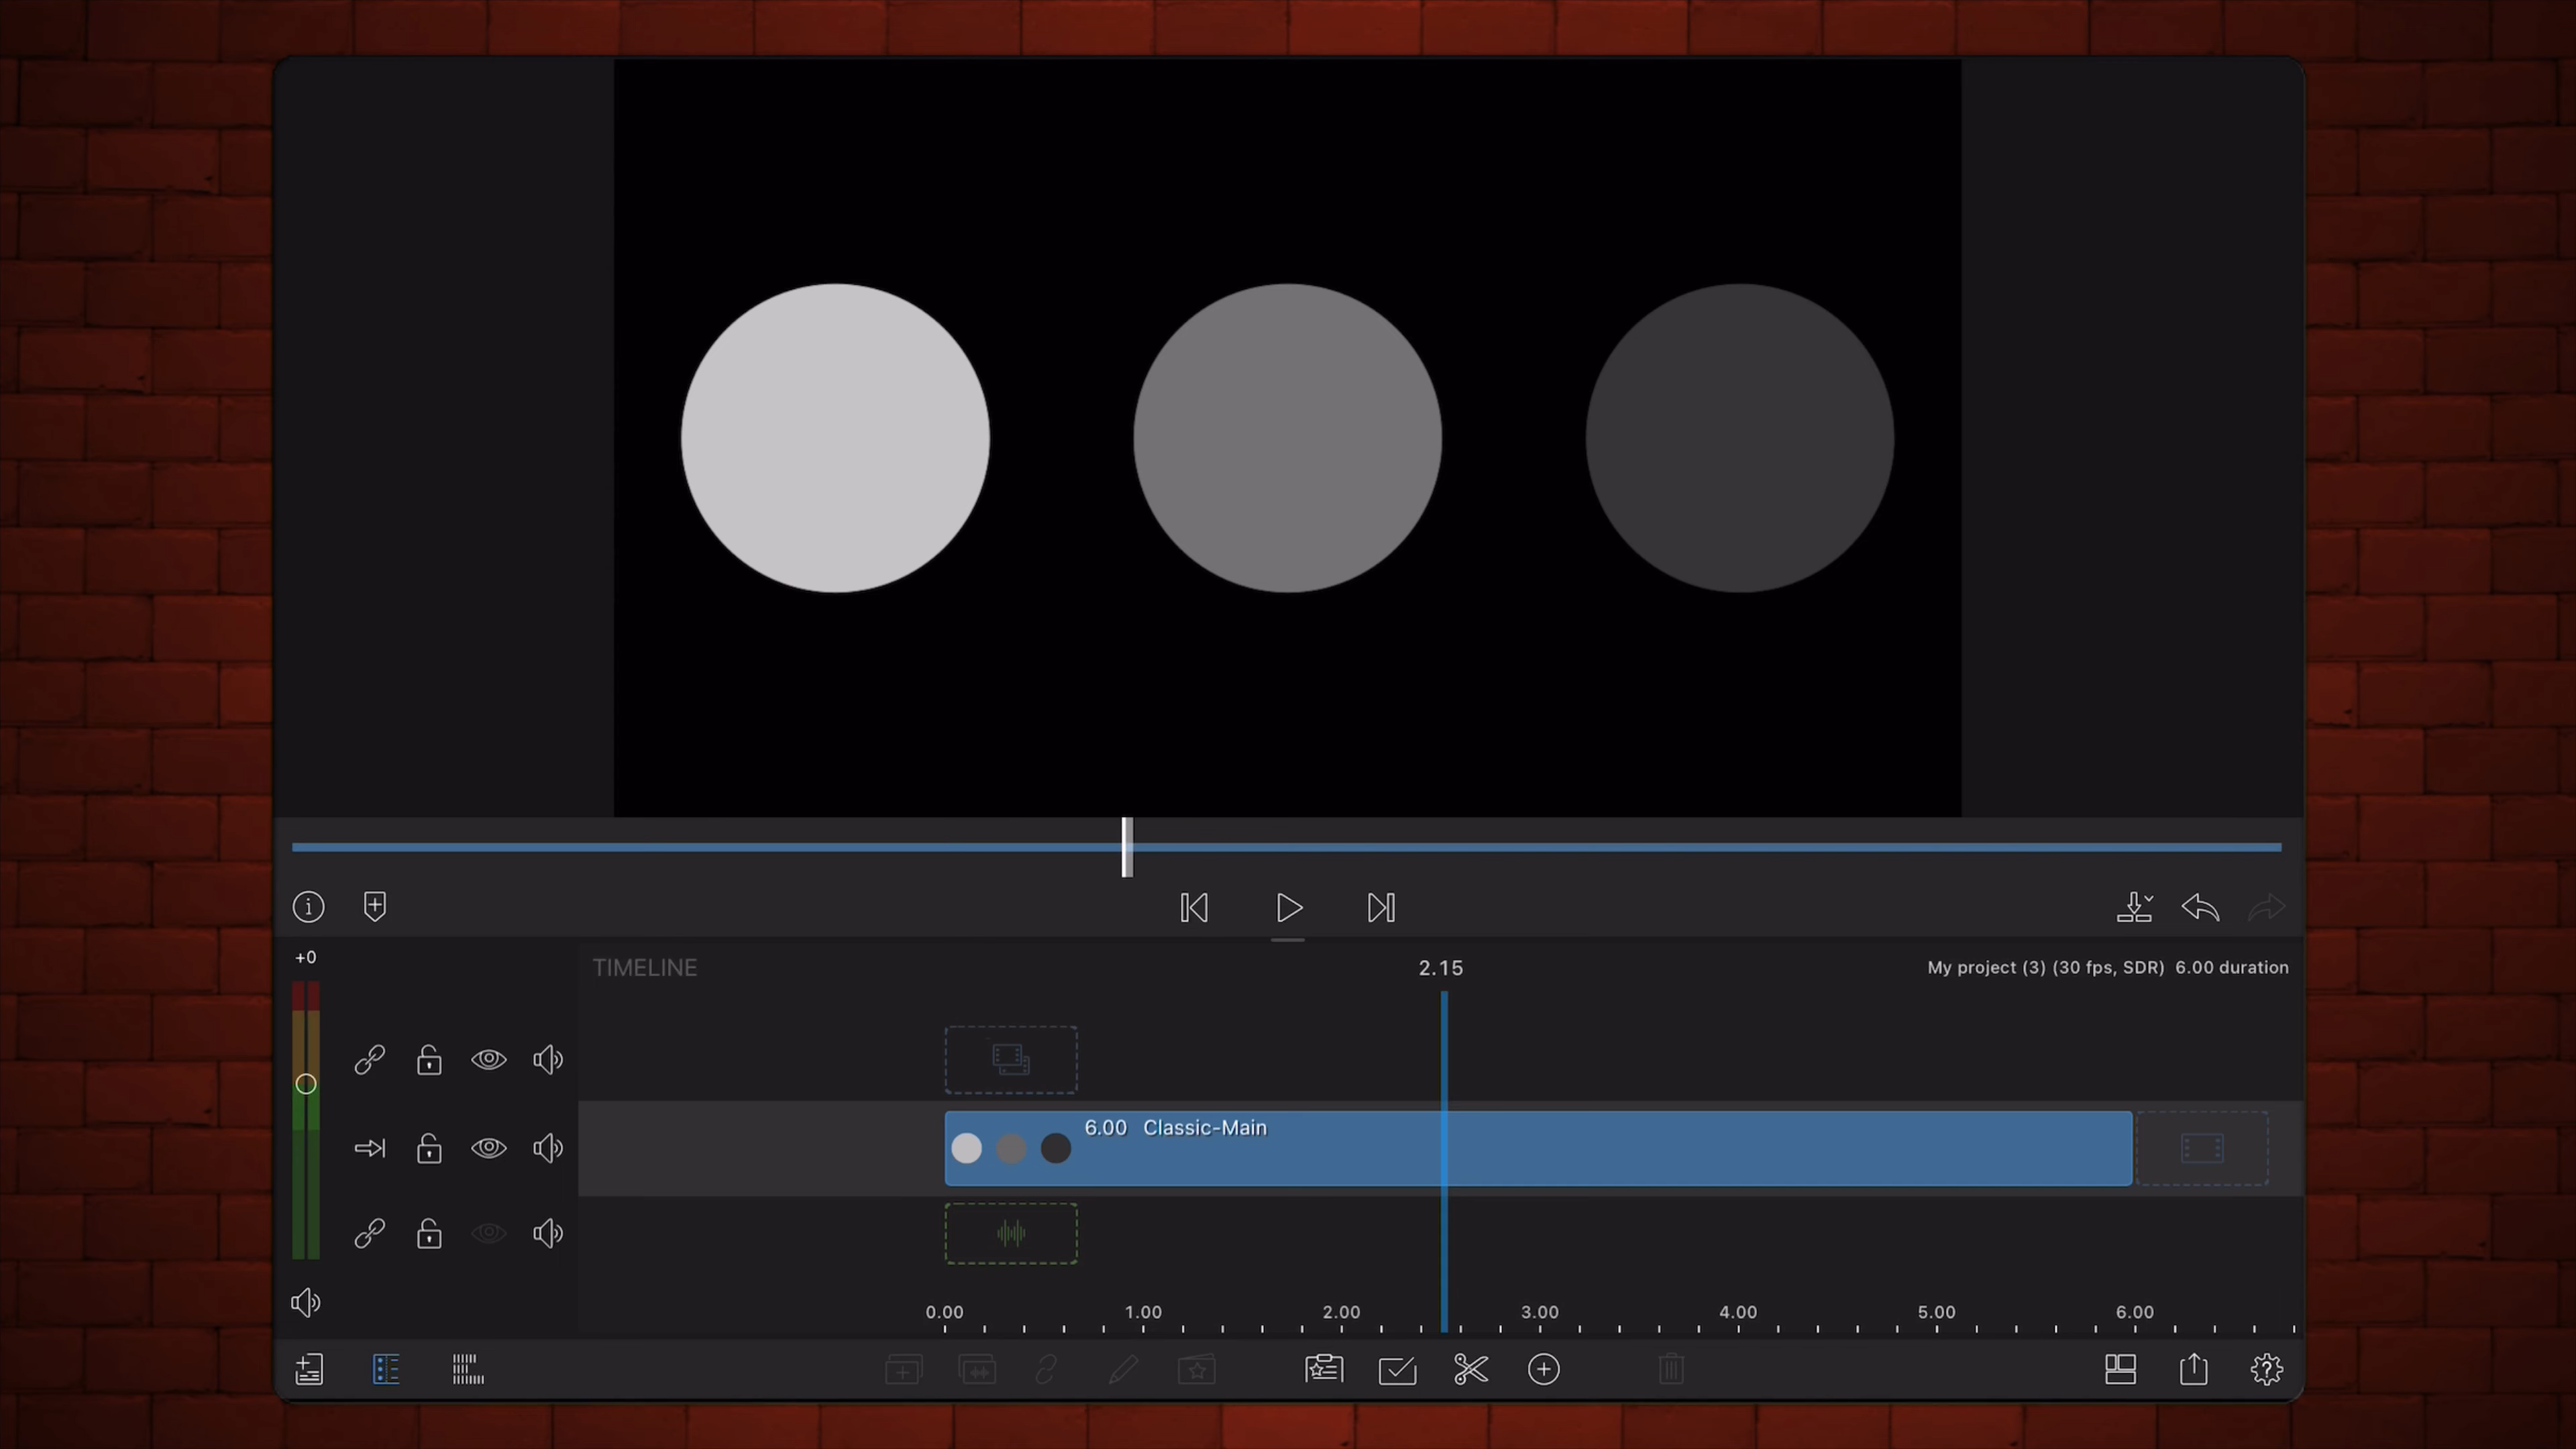 +0
TIMELINE
2.15
My project (3) (30 fps, SDR) 6.00 duration
6.00 Classic-Main
0.00 1.00 2.00 3.00 4.00 5.00 6.00